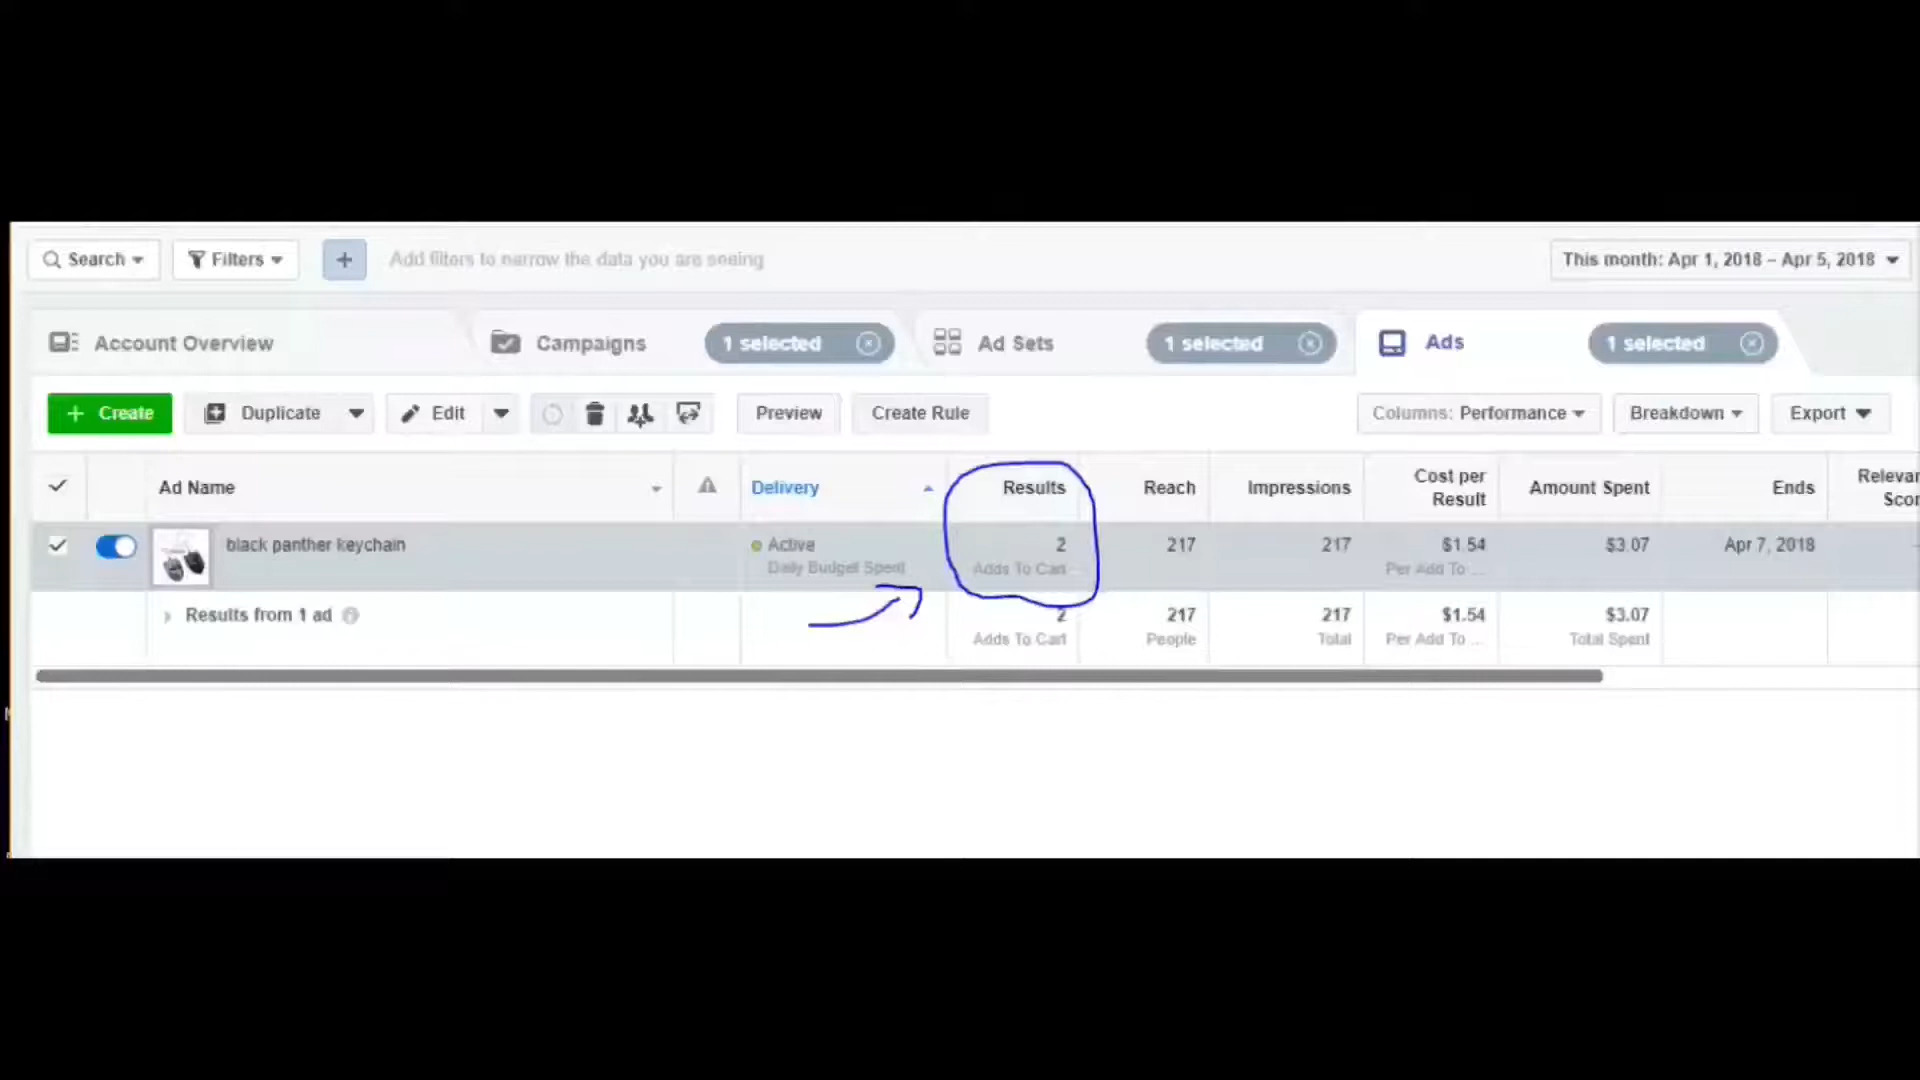 Search Filters + Add filters to narrow the data you are seeing This month: Apr 1, 2018 – Apr 5, 2018
Account Overview Campaigns 1 selected Ad Sets 1 selected Ads 1 selected
+ Create Duplicate Edit Preview Create Rule Columns: Performance Breakdown Export
Ad Name Delivery Results Reach Impressions Cost per Result Amount Spent Ends
black panther keychain Active 2 217 217 $1.54 $3.07 Apr 7, 2018
Daily Budget Spent Adds To Cart Per Add To ...
Results from 1 ad 2 217 217 $1.54 $3.07
Adds To Cart People Total Per Add To ... Total Spent